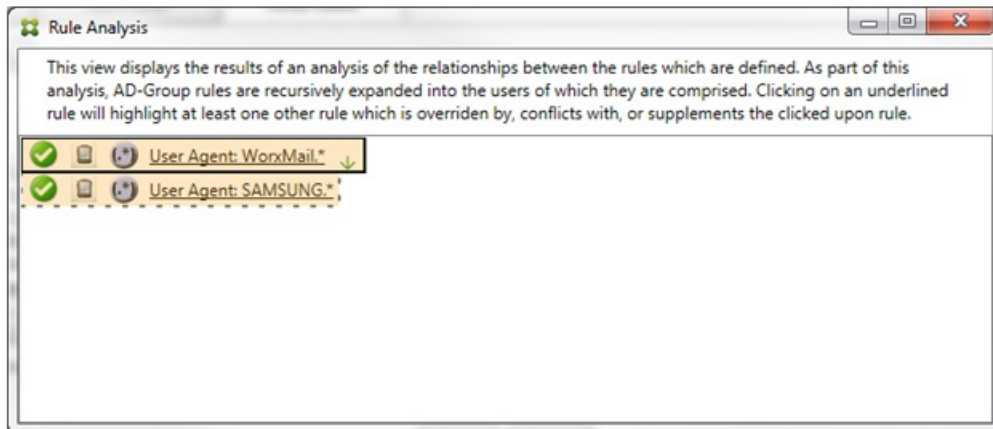 Rule Analysis
This view displays the results of an analysis of the relationships between the rules which are defined. As part of this
analysis, AD-Group rules are recursively expanded into the users of which they are comprised. Clicking on an underlined
rule will highlight at least one other rule which is overriden by, conflicts with, or supplements the clicked upon rule.
(.*) User Agent: WorxMail.*
(.*) User Agent: SAMSUNG.*